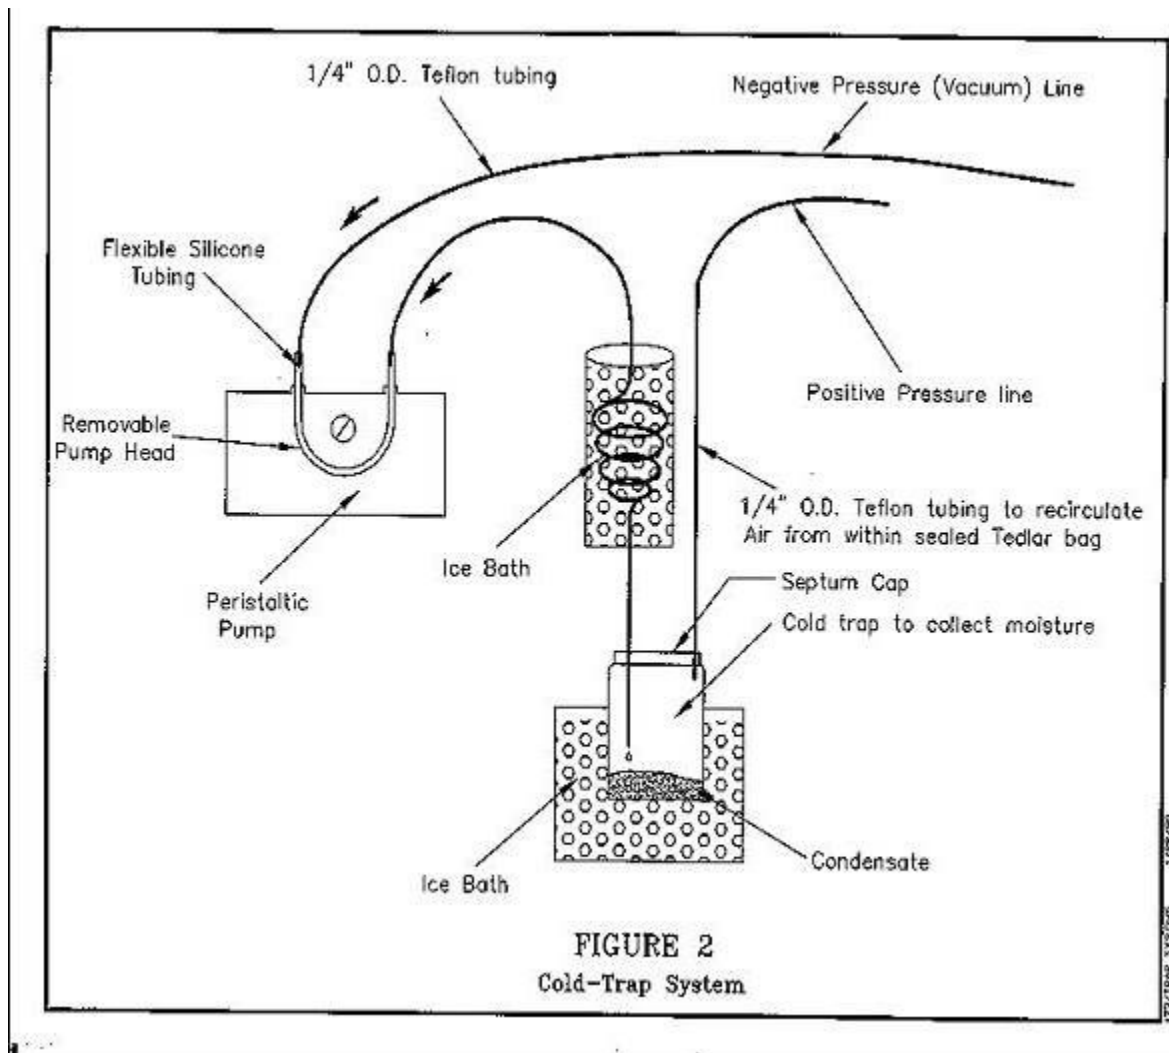 1/4" O.D. Teflon tubing
Negative Pressure (Vacuum) Line
Flexible Silicone
Tubing
Positive Pressure line
Removable
Pump Head
1/4" O.D. Teflon tubing to recirculate
Air from within sealed Tedlar bag
Ice Bath
Septum Cap
Peristaltic
Pump
Cold trap to collect moisture
Condensate
Ice Bath
FIGURE 2
Cold-Trap System